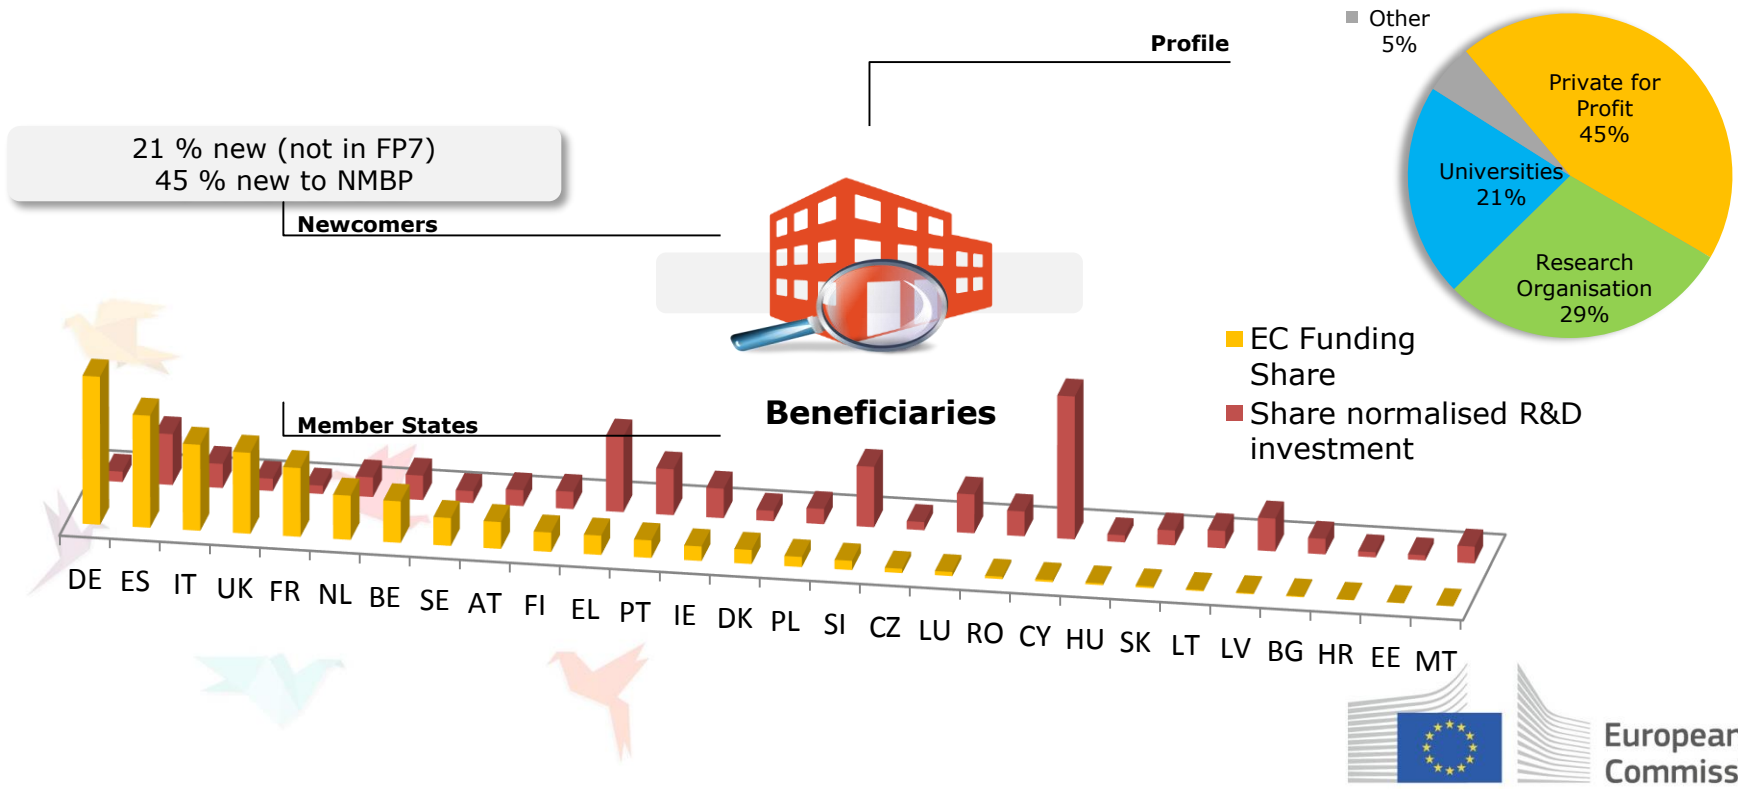 Profile
Other
5%
Private for
Profit
45%
Universities
21%
Research
Organisation
29%
21 % new (not in FP7)
45 % new to NMBP
Newcomers
EC Funding
Share
Share normalised R&D
investment
Beneficiaries
Member States
DE ES IT UK FR NL BE SE AT FI EL PT IE DK PL SI CZ LU RO CY HU SK LT LV BG HR EE MT
European
Commiss